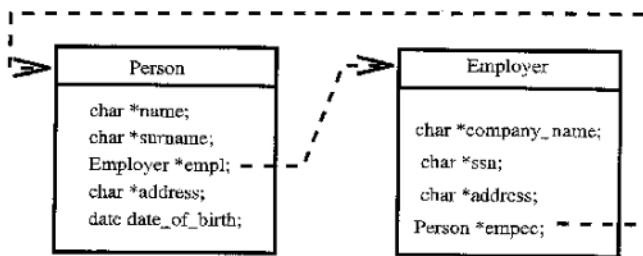 Person
char *name;
char *surname;
Employer *empl;
char *address;
date date_of_birth;
Employer
char *company_name;
char *ssn;
char *address;
Person *empee;